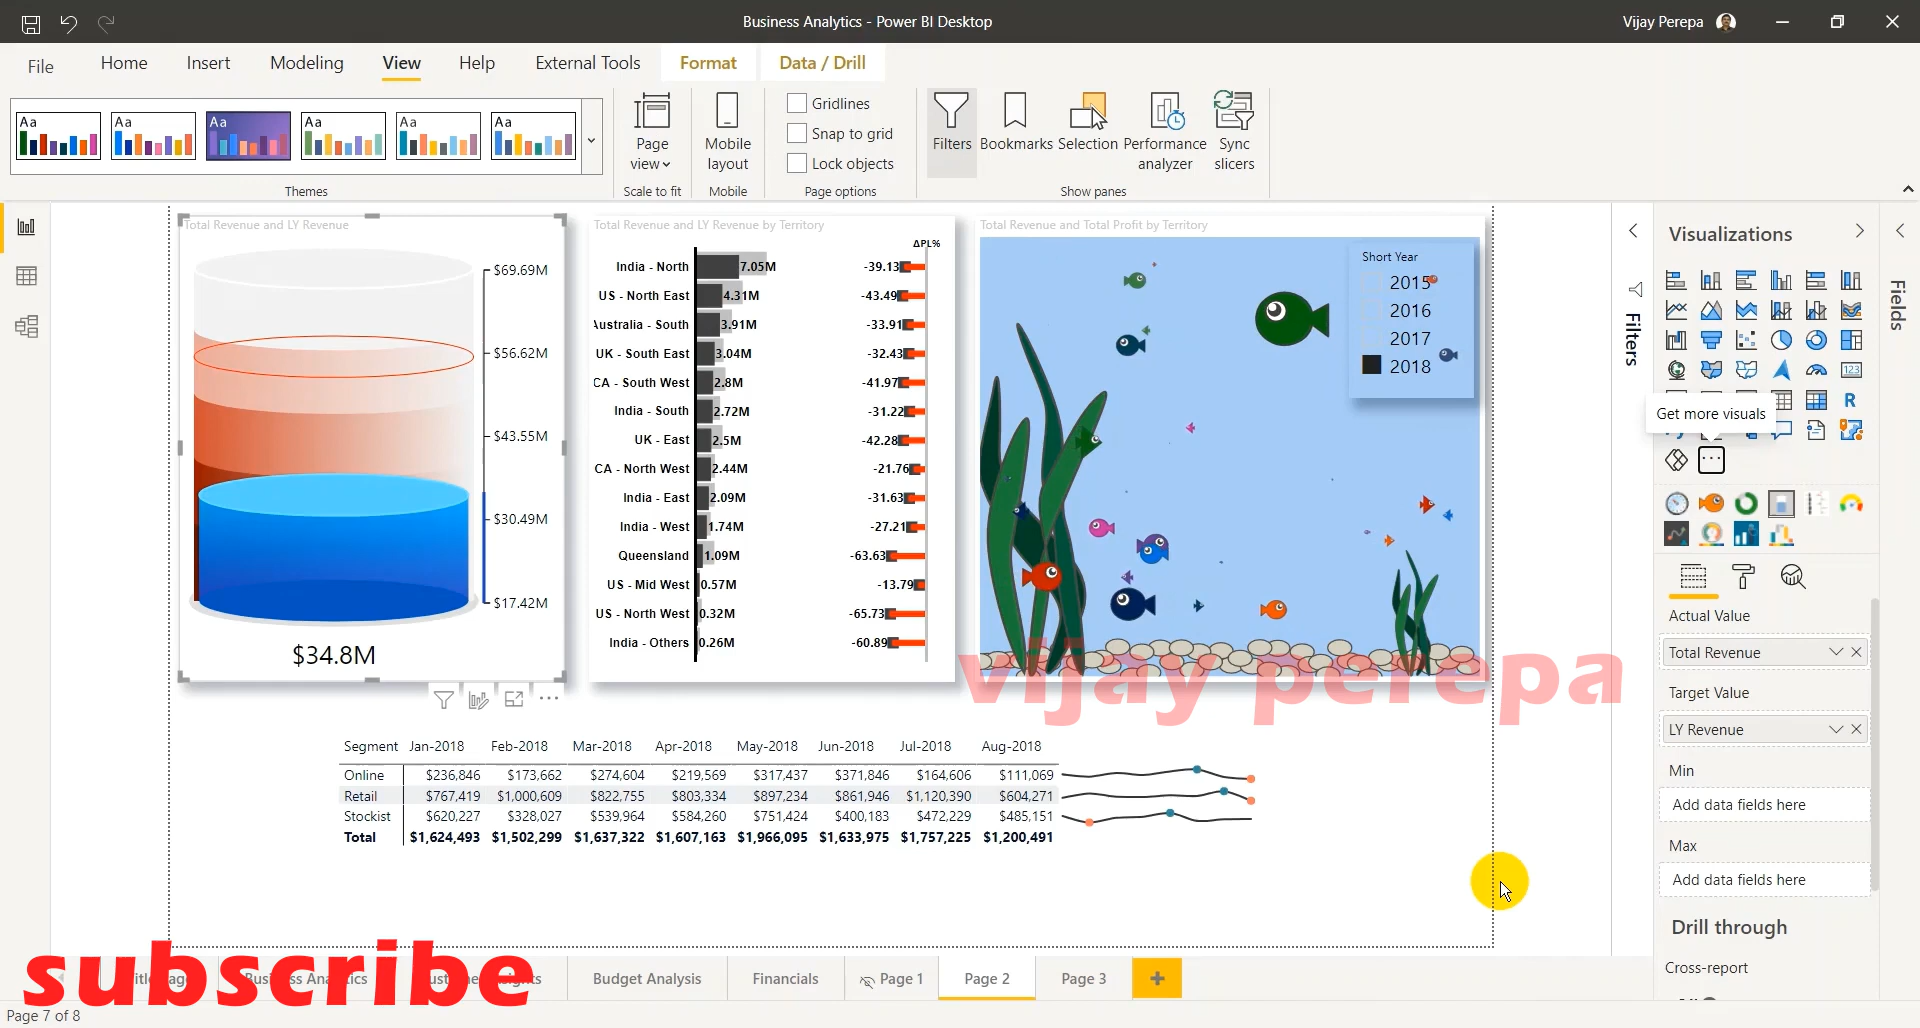 Business Analytics - Power BI Desktop
Vijay Perepa
File Home Insert Modeling View Help External Tools Format Data / Drill
Aa Aa Aa Aa Aa Aa
Themes
Page view
Scale to fit
Mobile layout
Mobile
Gridlines
Snap to grid
Lock objects
Page options
Filters
Bookmarks
Selection
Performance analyzer
Sync slicers
Show panes
Total Revenue and LY Revenue
$69.69M
$56.62M
$43.55M
$30.49M
$17.42M
$34.8M
Total Revenue and LY Revenue by Territory
ΔPL%
India - North 7.05M -39.13
US - North East 4.31M -43.49
Australia - South 3.91M -33.91
UK - South East 3.04M -32.43
CA - South West 2.8M -41.97
India - South 2.72M -31.22
UK - East 2.5M -42.28
CA - North West 2.44M -21.76
India - East 2.09M -31.63
India - West 1.74M -27.21
Queensland 1.09M -63.63
US - Mid West 0.57M -13.79
US - North West 0.32M -65.73
India - Others 0.26M -60.89
Total Revenue and Total Profit by Territory
Short Year
2015
2016
2017
2018
vijay perepa
Segment Jan-2018 Feb-2018 Mar-2018 Apr-2018 May-2018 Jun-2018 Jul-2018 Aug-2018
Online $236,846 $173,662 $274,604 $219,569 $317,437 $371,846 $164,606 $111,069
Retail $767,419 $1,000,609 $822,755 $803,334 $897,234 $861,946 $1,120,390 $604,271
Stockist $620,227 $328,027 $539,964 $584,260 $751,424 $400,183 $472,229 $485,151
Total $1,624,493 $1,502,299 $1,637,322 $1,607,163 $1,966,095 $1,633,975 $1,757,225 $1,200,491
Filters
Visualizations
Fields
123
R
Get more visuals
Actual Value
Total Revenue
Target Value
LY Revenue
Min
Add data fields here
Max
Add data fields here
Drill through
Cross-report
subscribe
Budget Analysis Financials Page 1 Page 2 Page 3 +
Page 7 of 8